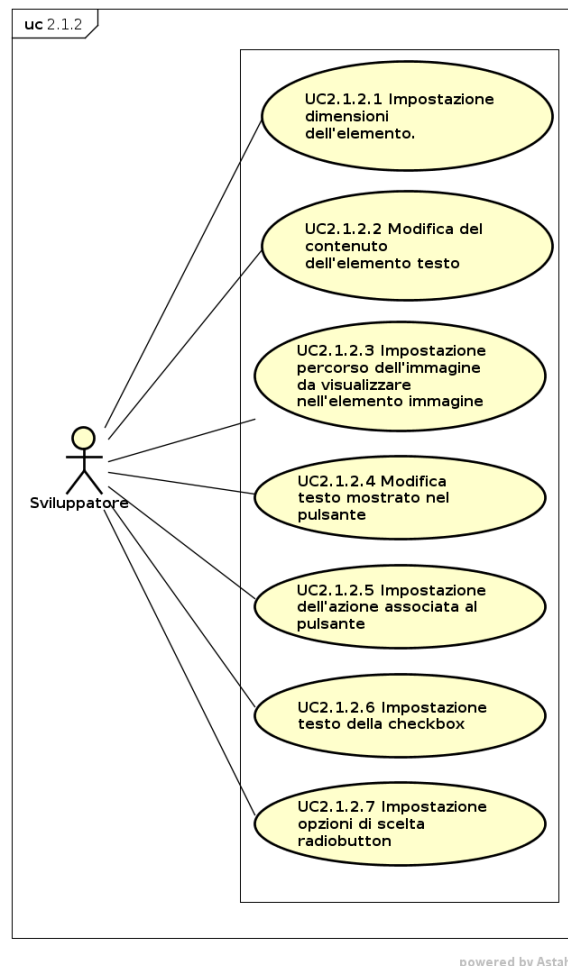 uc 2.1.2
UC2.1.2.1 Impostazione
dimensioni
dell'elemento.
UC2.1.2.2 Modifica del
contenuto
dell'elemento testo
UC2.1.2.3 Impostazione
percorso dell'immagine
da visualizzare
nell'elemento immagine
Sviluppatore
UC2.1.2.4 Modifica
testo mostrato nel
pulsante
UC2.1.2.5 Impostazione
dell'azione associata al
pulsante
UC2.1.2.6 Impostazione
testo della checkbox
UC2.1.2.7 Impostazione
opzioni di scelta
radiobutton
powered by Astah